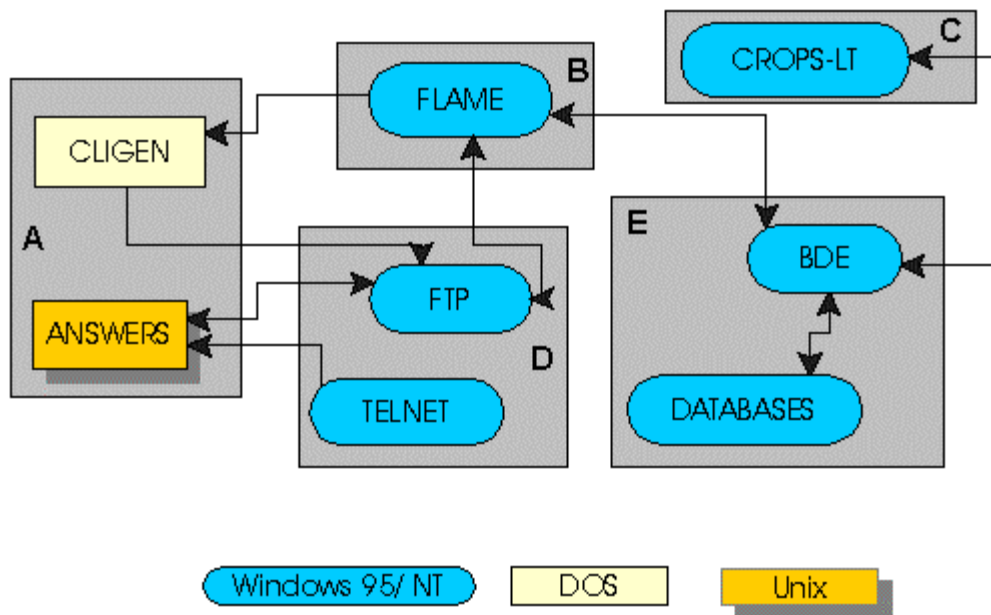 C
CROPS-LT
B
FLAME
CLIGEN
A
E
BDE
FTP
ANSWERS
D
TELNET
DATABASES
Windows 95/ NT
DOS
Unix